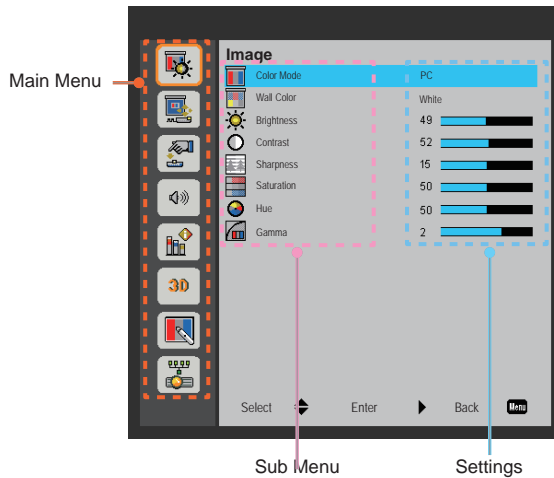 Image
Main Menu
Color Mode PC
Wall Color White
Brightness 49
Contrast 52
Sharpness 15
Saturation 50
Hue 50
Gamma 2
3D
Select Enter Back Menu
Sub Menu Settings